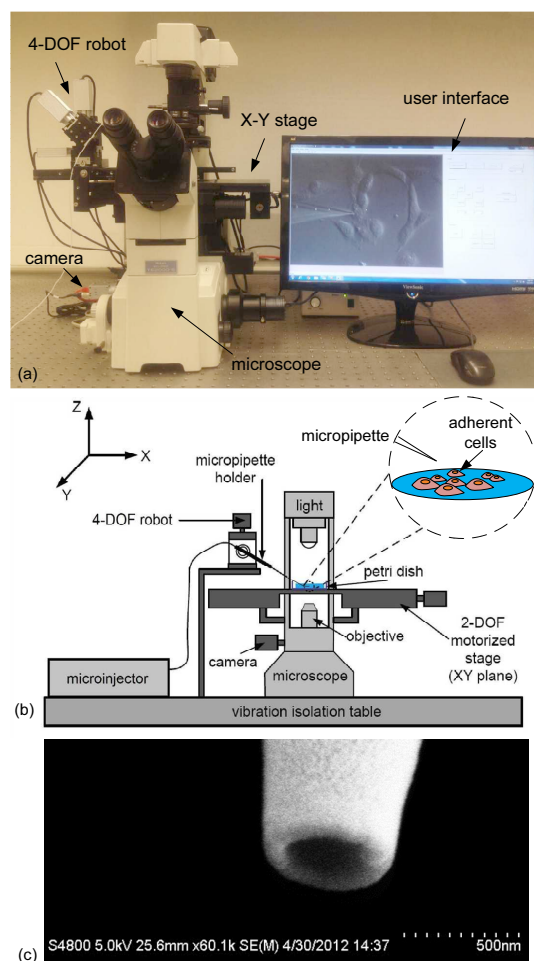 4-DOF robot
X-Y stage
user interface
camera
microscope
ViewSonic
(a)
Z
X
Y
micropipette
adherent
cells
micropipette
holder
4-DOF robot
light
petri dish
objective
camera
2-DOF
motorized
stage
(XY plane)
microinjector
microscope
(b)
vibration isolation table
S4800 5.0kV 25.6mm x60.1k SE(M) 4/30/2012 14:37
500nm
(c)